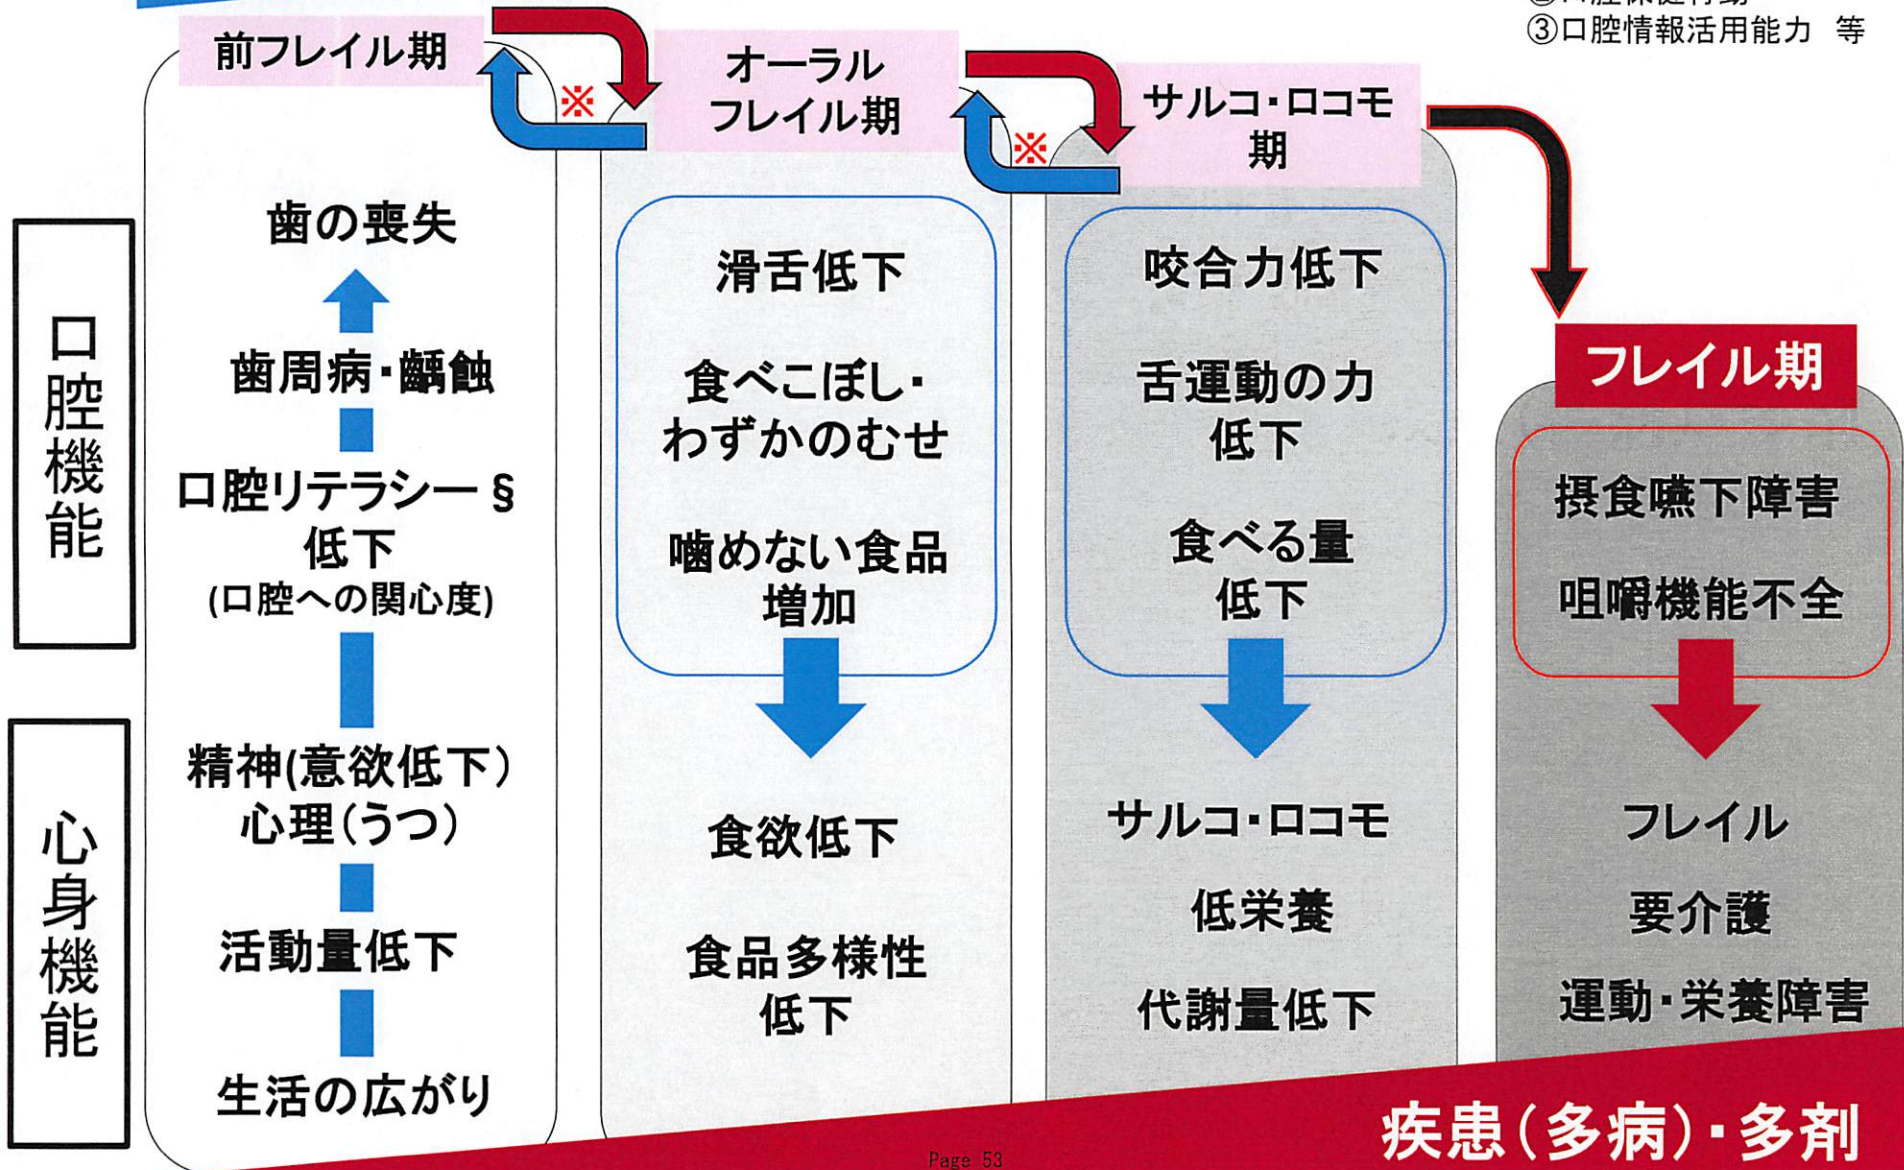 ③口腔情報活用能力 等
前フレイル期
オーラル
フレイル期
サルコ・ロコモ
期
フレイル期
※
※
口腔機能
歯の喪失
歯周病・齲蝕
口腔リテラシー§
低下
(口腔への関心度)
滑舌低下
食べこぼし・
わずかのむせ
噛めない食品
増加
咬合力低下
舌運動の力
低下
食べる量
低下
摂食嚥下障害
咀嚼機能不全
心身機能
精神(意欲低下)
心理(うつ)
活動量低下
生活の広がり
食欲低下
食品多様性
低下
サルコ・ロコモ
低栄養
代謝量低下
フレイル
要介護
運動・栄養障害
疾患(多病)・多剤
Page 53